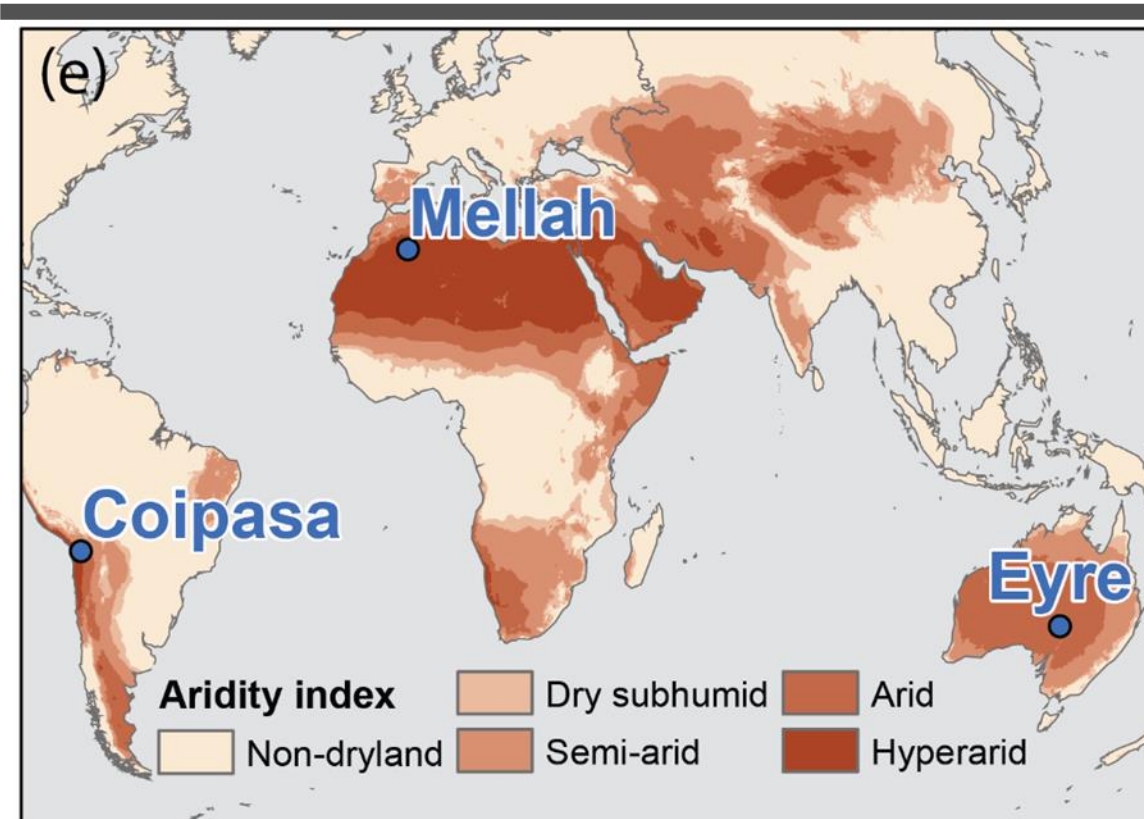 (e)
Mellah
Coipasa
Eyre
Aridity index
Dry subhumid
Arid
Non-dryland
Semi-arid
Hyperarid